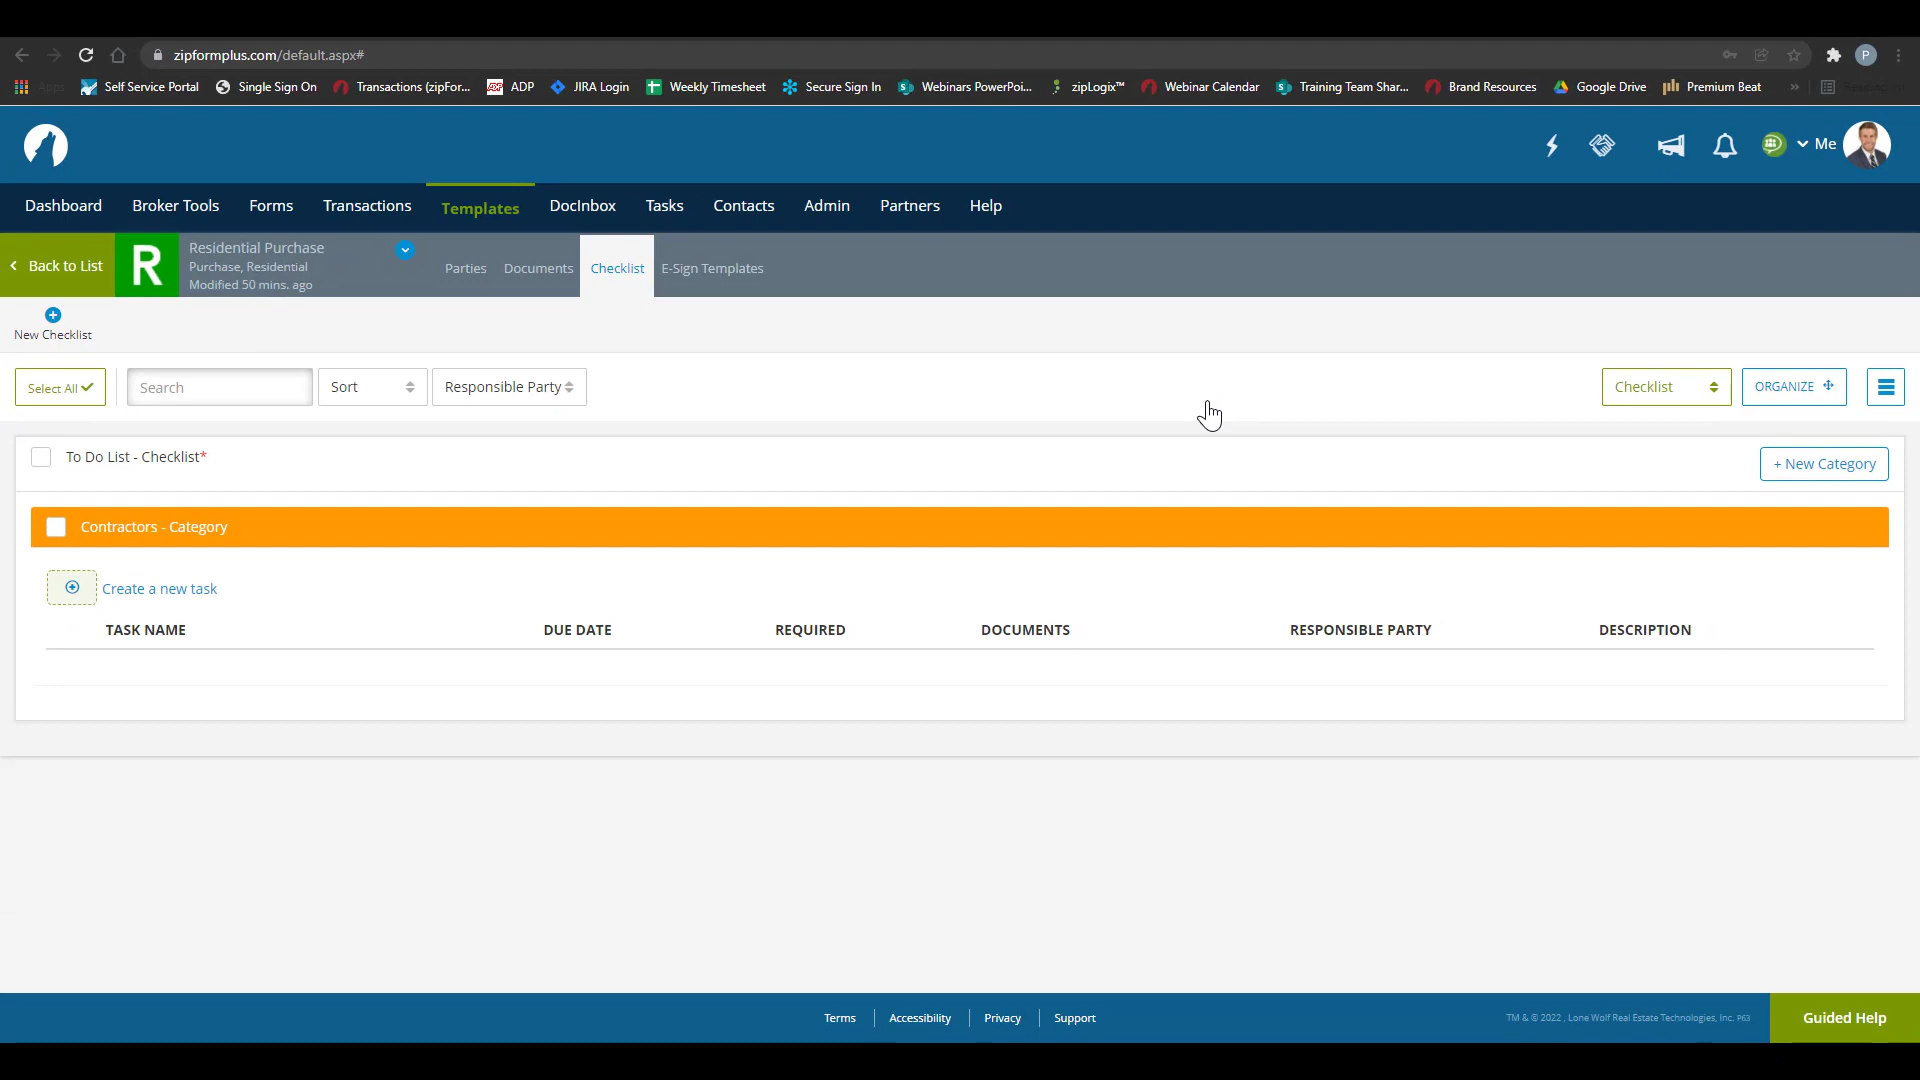 zipformplus.com/default.aspx#
Apps Self Service Portal Single Sign On Transactions (zipFor... ADP JIRA Login Weekly Timesheet Secure Sign In Webinars PowerPoi... zipLogix™ Webinar Calendar Training Team Shar... Brand Resources Google Drive Premium Beat »
Me
Dashboard Broker Tools Forms Transactions Templates DocInbox Tasks Contacts Admin Partners Help
Back to List
R
Residential Purchase
Purchase, Residential
Modified 50 mins. ago
Parties Documents Checklist E-Sign Templates
New Checklist
Select All Search Sort Responsible Party Checklist ORGANIZE
To Do List - Checklist*
+ New Category
Contractors - Category
Create a new task
TASK NAME DUE DATE REQUIRED DOCUMENTS RESPONSIBLE PARTY DESCRIPTION
Terms Accessibility Privacy Support
TM & © 2022 , Lone Wolf Real Estate Technologies, Inc. P63
Guided Help